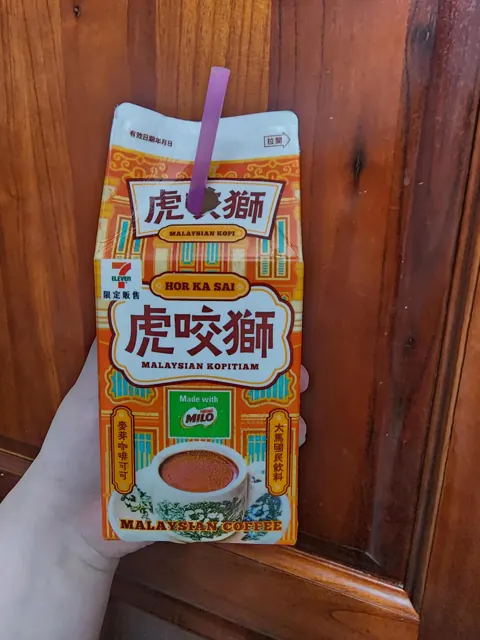 有效日期年月日
拉開
虎咬獅
MALAYSIAN KOPI
7
ELEVEN
限定販售
HOR KA SAI
虎咬獅
MALAYSIAN KOPITIAM
Made with
Nestlé
MILO
麥芽咖啡可可
大馬國民飲料
MALAYSIAN COFFEE